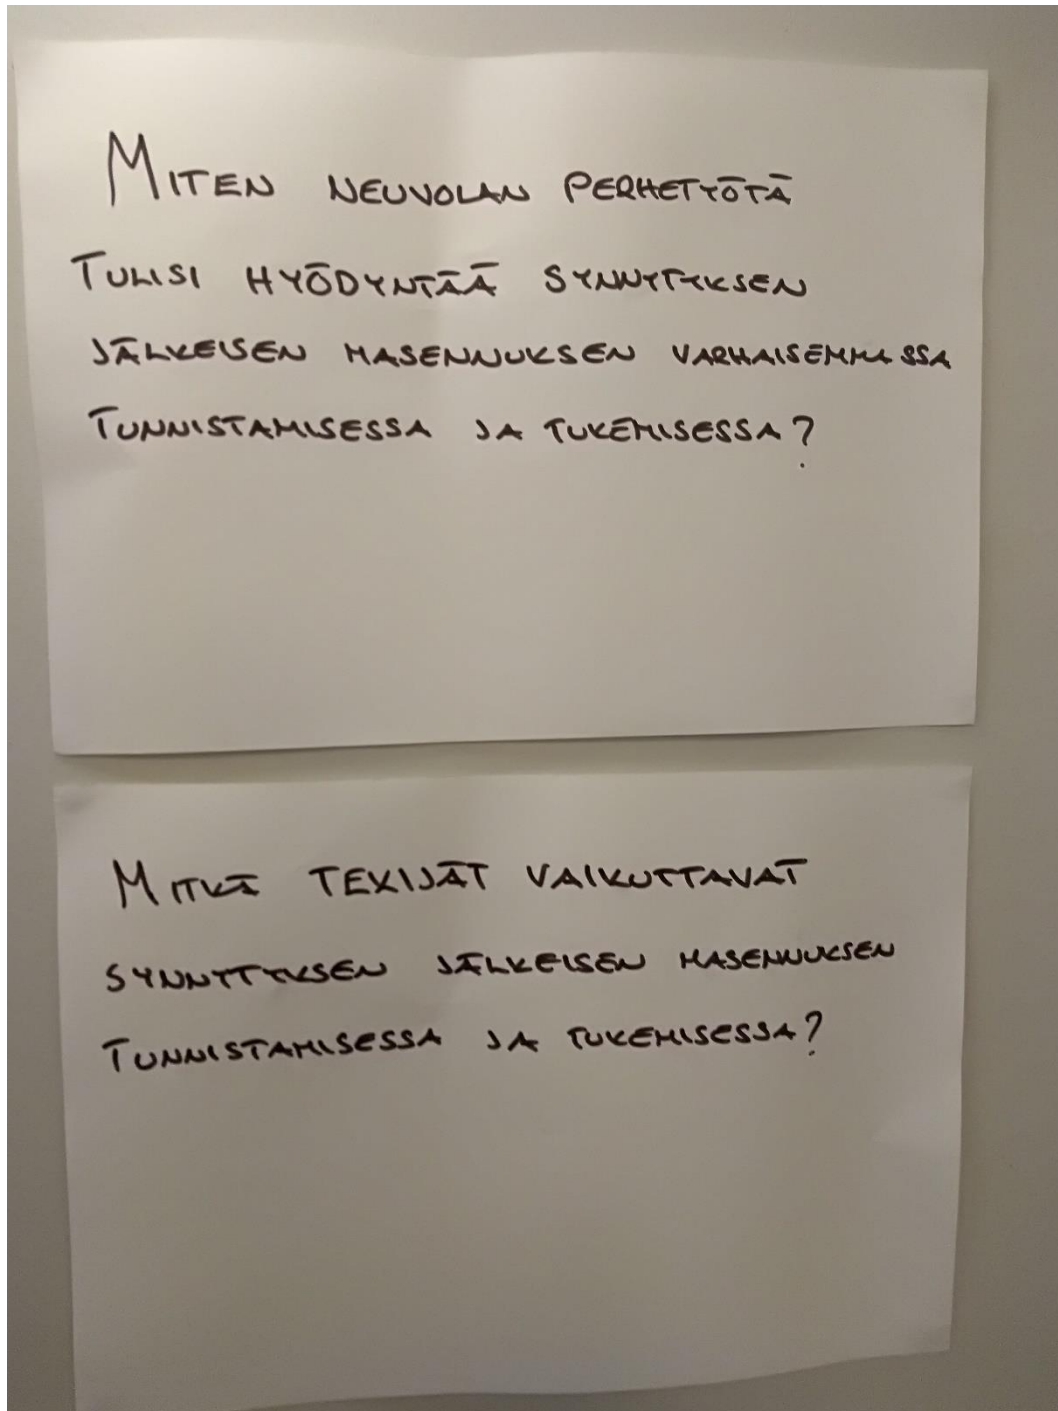 MITEN NEUVOLAN PERHETYÖTÄ
TULISI HYÖDYNTÄÄ SYNNYTYKSEN
JÄLKEISEN MASENNUKSEN VARHAISEMMASSA
TUNNISTAMISESSA JA TUKEMISESSA?
MITKÄ TEKIJÄT VAIKUTTAVAT
SYNNYTYKSEN JÄLKEISEN MASENNUKSEN
TUNNISTAMISESSA JA TUKEMISESSA?